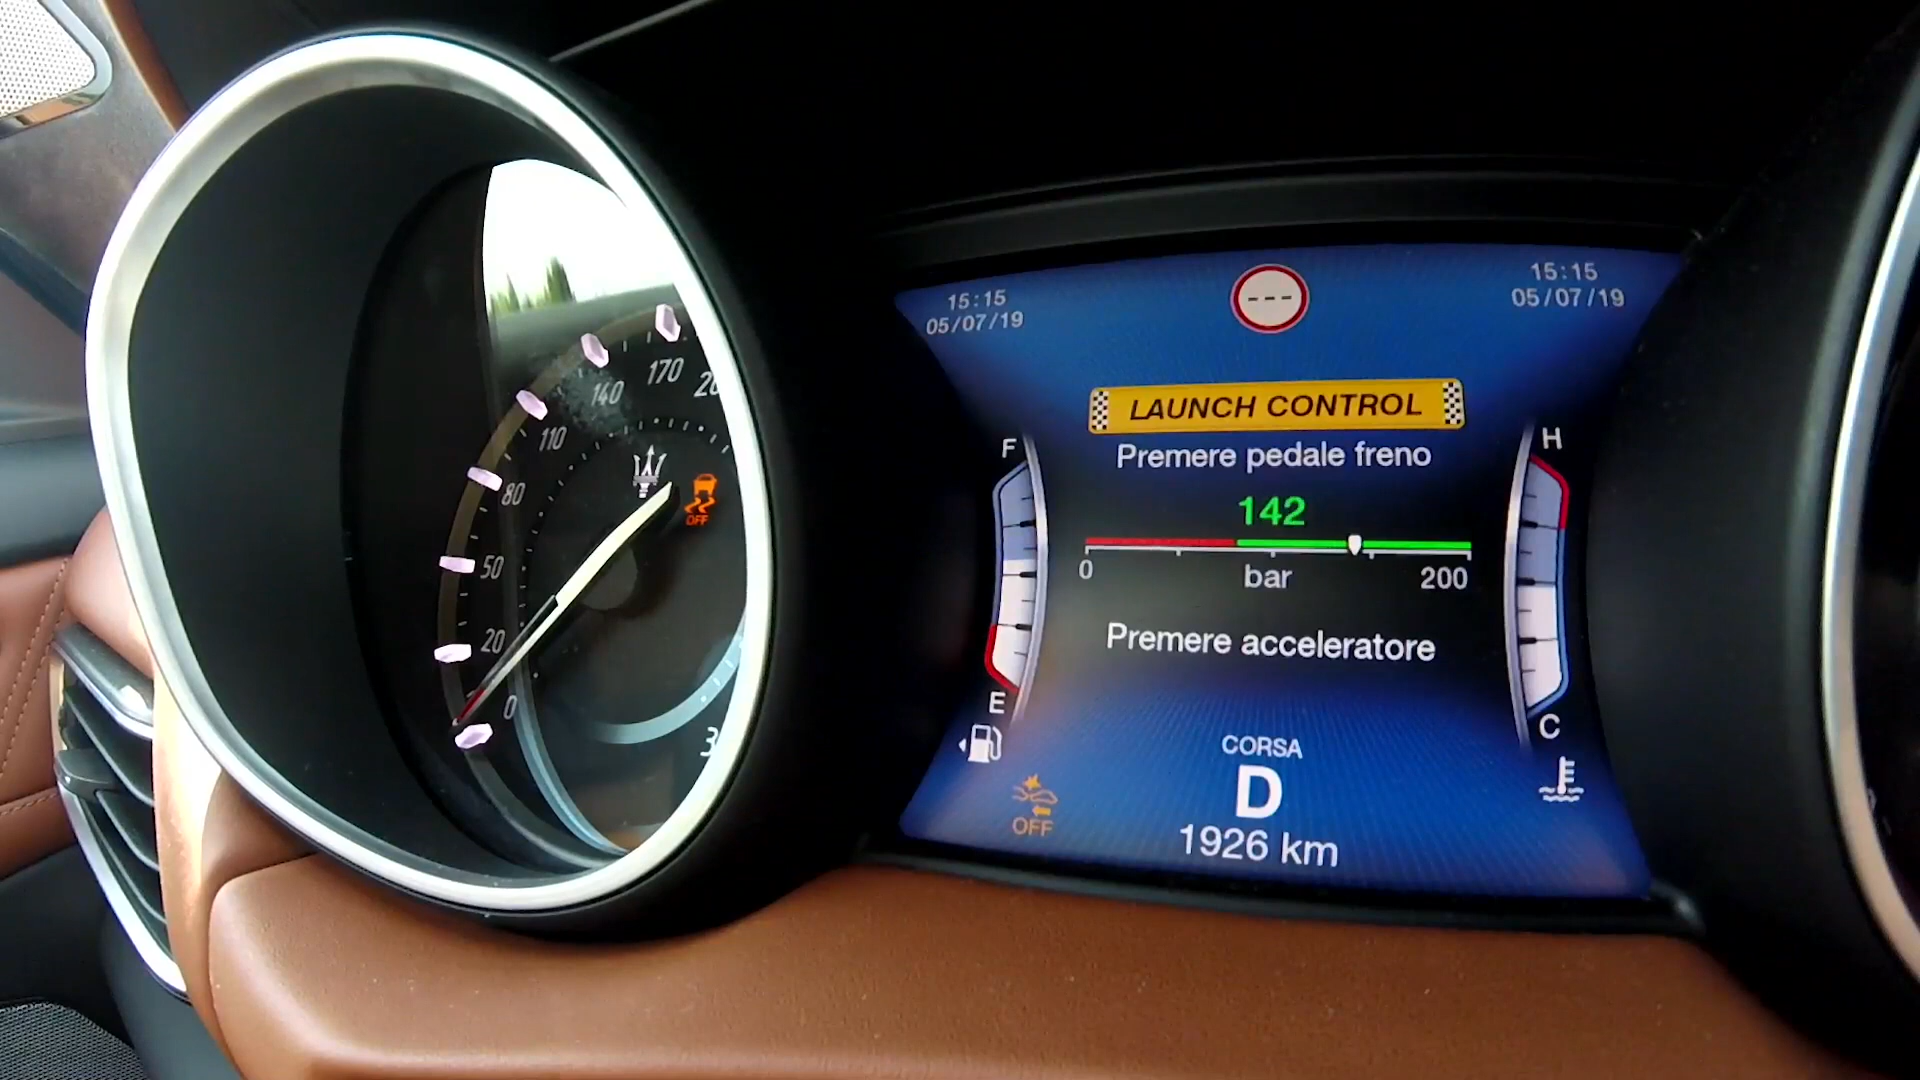 15:15
05/07/19
---
15:15
05/07/19
LAUNCH CONTROL
Premere pedale freno
142
0
bar
200
Premere acceleratore
F
E
H
C
CORSA
D
1926 km
OFF
0
20
50
80
110
140
170
OFF